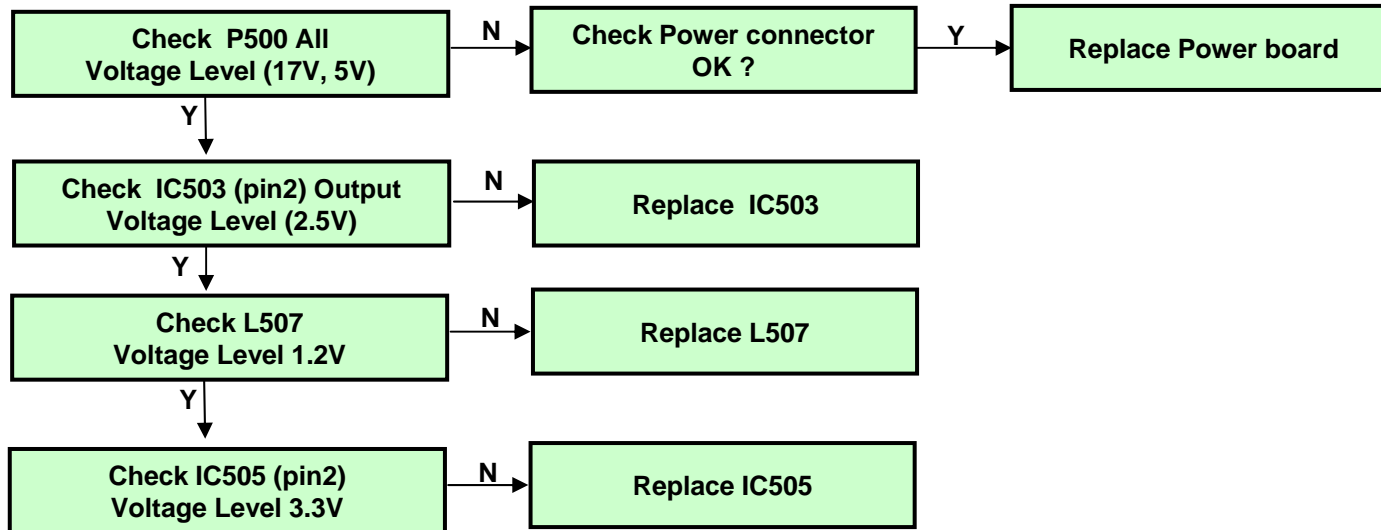 Check P500 All
Voltage Level (17V, 5V)
N
Check Power connector
OK ?
Y
Replace Power board
Y
Check IC503 (pin2) Output
Voltage Level (2.5V)
N
Replace IC503
Y
Check L507
Voltage Level 1.2V
N
Replace L507
Y
Check IC505 (pin2)
Voltage Level 3.3V
N
Replace IC505